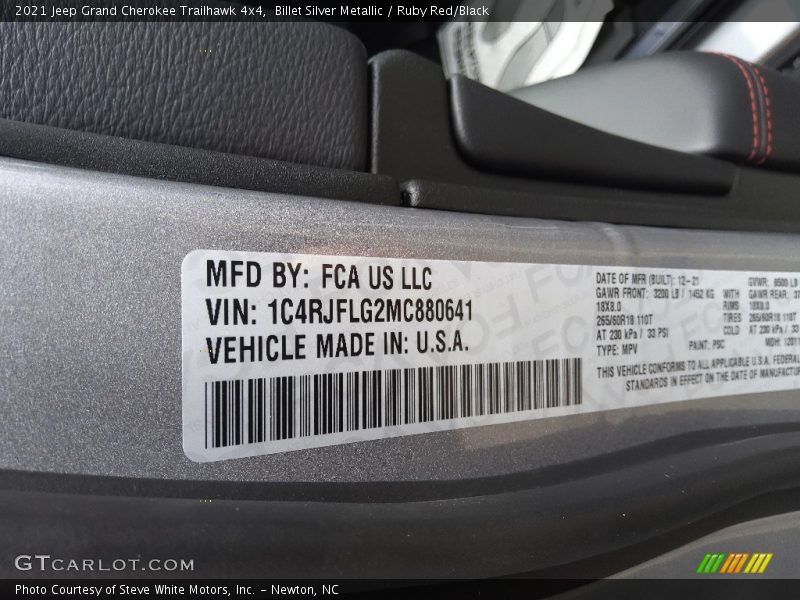 2021 Jeep Grand Cherokee Trailhawk 4x4, Billet Silver Metallic / Ruby Red/Black
MFD BY: FCA US LLC
VIN: 1C4RJFLG2MC880641
VEHICLE MADE IN: U.S.A.
DATE OF MFR (BUILT): 12-21 GVWR: 6500 LB
GAWR FRONT: 3200 LB / 1452 KG WITH GAWR REAR:
18X8.0 RIMS 18X8.0
265/60R18 110T TIRES 265/60R18 110T
AT 230 kPa / 33 PSI COLD AT 230 kPa / 33
TYPE: MPV PAINT: PSC MDH:
THIS VEHICLE CONFORMS TO ALL APPLICABLE U.S.A. FEDERAL
STANDARDS IN EFFECT ON THE DATE OF MANUFACTUR
GTCARLOT.COM
Photo Courtesy of Steve White Motors, Inc. – Newton, NC